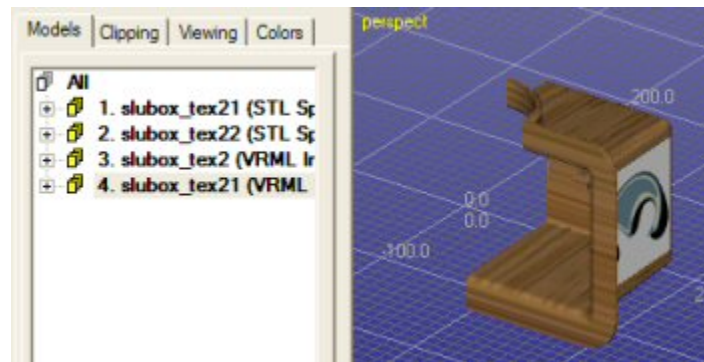 Models Clipping Viewing Colors
All
1. slubox_tex21 (STL Sp
2. slubox_tex22 (STL Sp
3. slubox_tex2 (VRML Ir
4. slubox_tex21 (VRML
perspect
200.0
0.0
0.0
-100.0
2